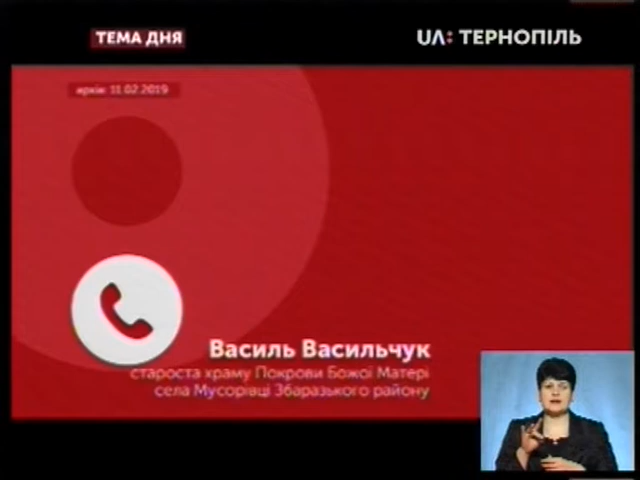 ТЕМА ДНЯ
UA: ТЕРНОПІЛЬ
архів 11.02.2019
Василь Васильчук
староста храму Покрови Божої Матері
села Мусорівці Збаразького району